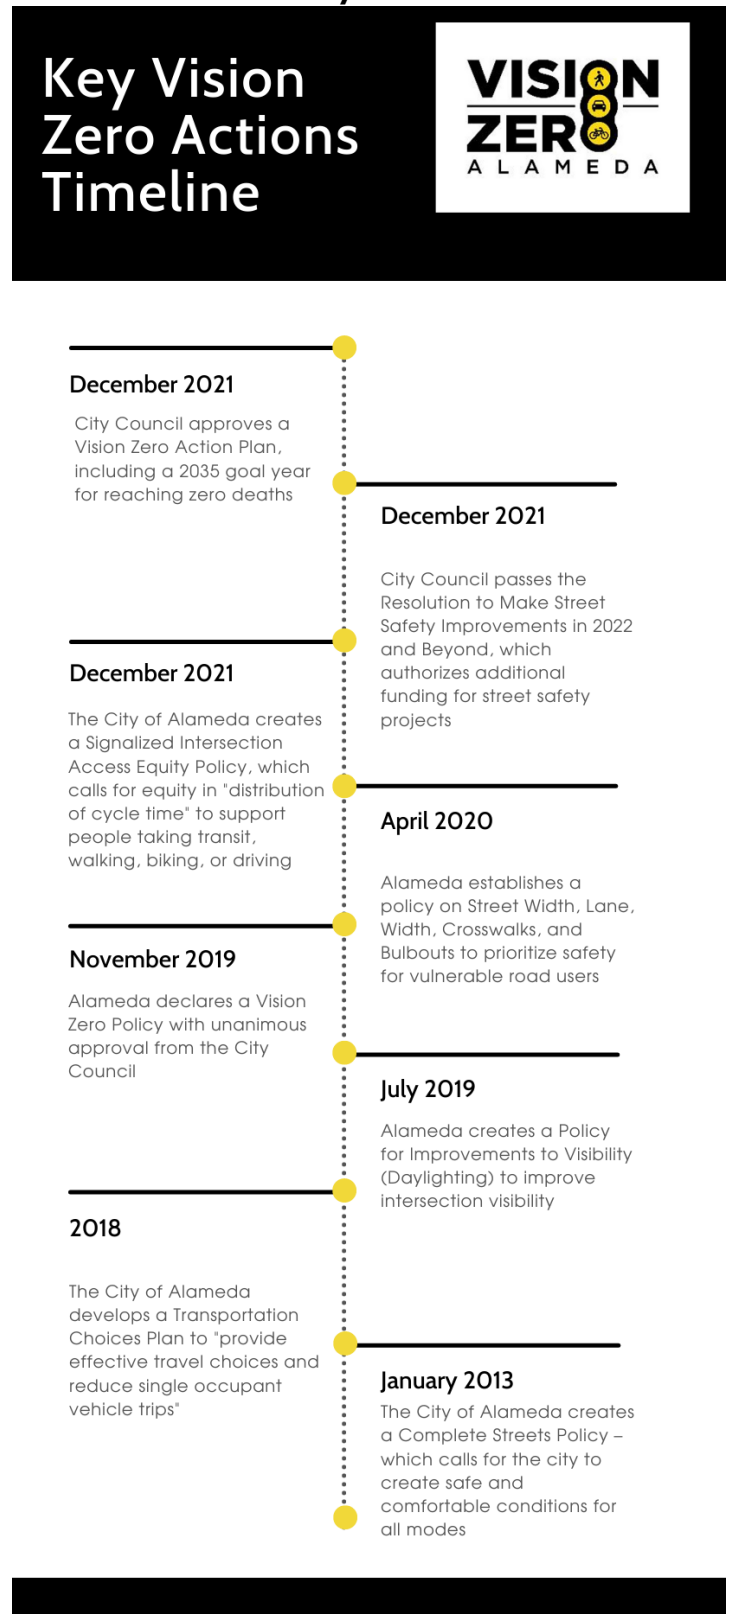 Key Vision
Zero Actions
Timeline
VISION
ZERO
ALAMEDA
December 2021
City Council approves a
Vision Zero Action Plan,
including a 2035 goal year
for reaching zero deaths
December 2021
City Council passes the
Resolution to Make Street
Safety Improvements in 2022
and Beyond, which
authorizes additional
funding for street safety
projects
December 2021
The City of Alameda creates
a Signalized Intersection
Access Equity Policy, which
calls for equity in "distribution
of cycle time" to support
people taking transit,
walking, biking, or driving
April 2020
Alameda establishes a
policy on Street Width, Lane,
Width, Crosswalks, and
Bulbouts to prioritize safety
for vulnerable road users
November 2019
Alameda declares a Vision
Zero Policy with unanimous
approval from the City
Council
July 2019
Alameda creates a Policy
for Improvements to Visibility
(Daylighting) to improve
intersection visibility
2018
The City of Alameda
develops a Transportation
Choices Plan to "provide
effective travel choices and
reduce single occupant
vehicle trips"
January 2013
The City of Alameda creates
a Complete Streets Policy –
which calls for the city to
create safe and
comfortable conditions for
all modes